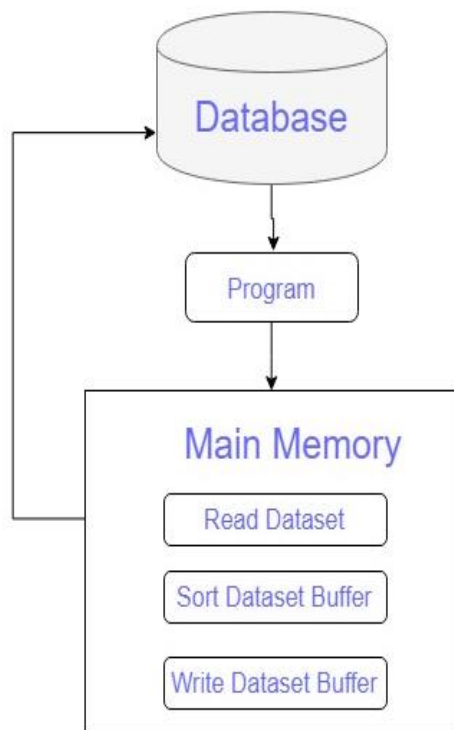 Database
Program
Main Memory
Read Dataset
Sort Dataset Buffer
Write Dataset Buffer